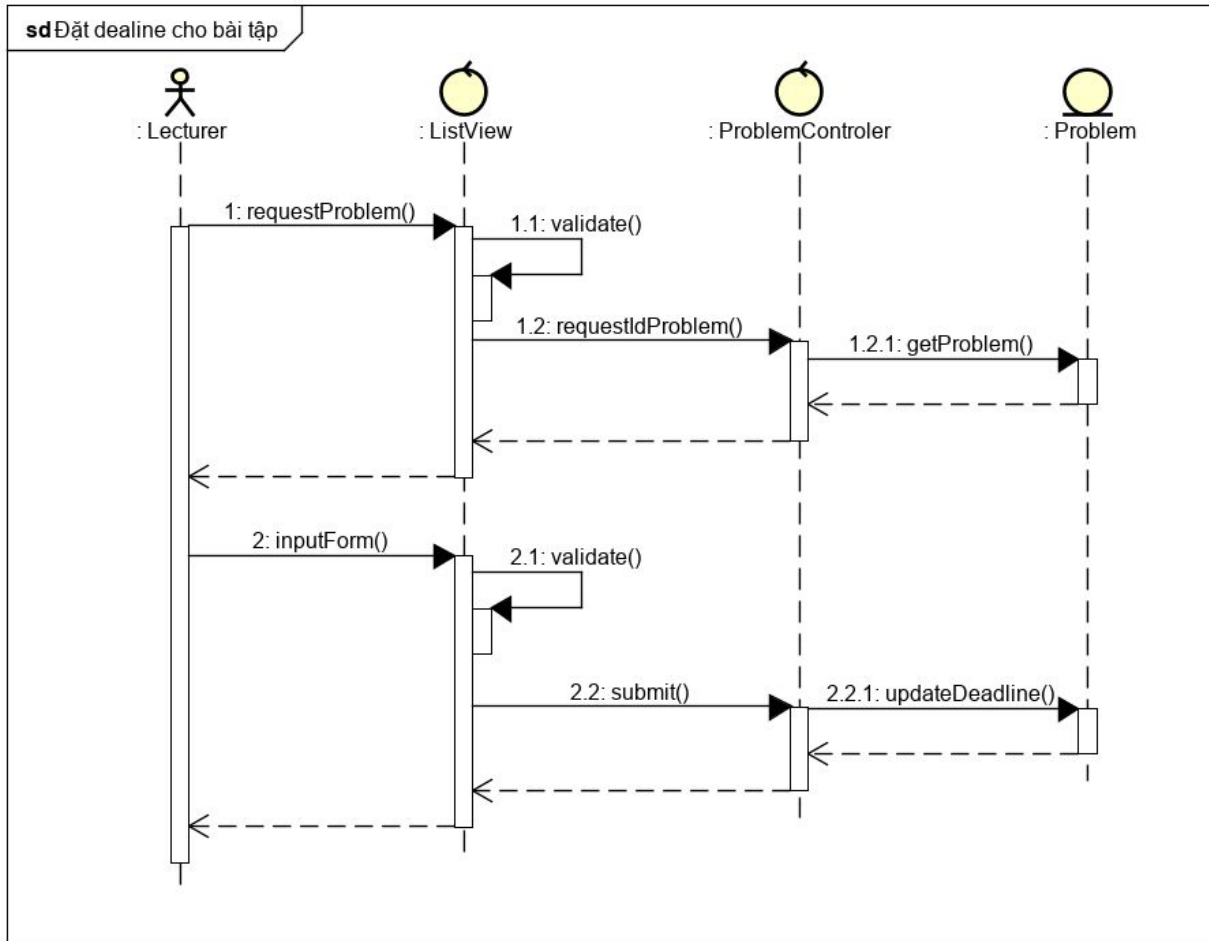 sd Đặt dealine cho bài tập
: Lecturer
: ListView
: ProblemControler
: Problem
1: requestProblem()
1.1: validate()
1.2: requestIdProblem()
1.2.1: getProblem()
2: inputForm()
2.1: validate()
2.2: submit()
2.2.1: updateDeadline()